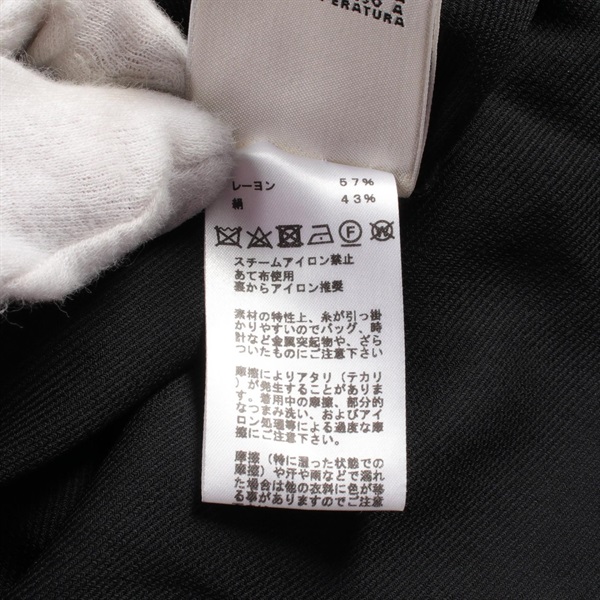 SO A
PERATURA
レーヨン 57%
絹 43%
F W
スチームアイロン禁止
あて布使用
裏からアイロン推奨
素材の特性上、糸が引っ掛
かりやすいのでバッグ、時
計など金属突起物や、ざら
ついたものにご注意下さい
摩擦によりアタリ（テカリ
）が発生することがありま
す。着用中の摩擦、部分的
なつまみ洗い、およびアイ
ロン処理等による過度な摩
擦にご注意下さい。
摩擦（特に湿った状態での
摩擦）や汗や雨などで濡れ
た場合は他の衣料に色が移
る事がありますのでご注意
下さい。